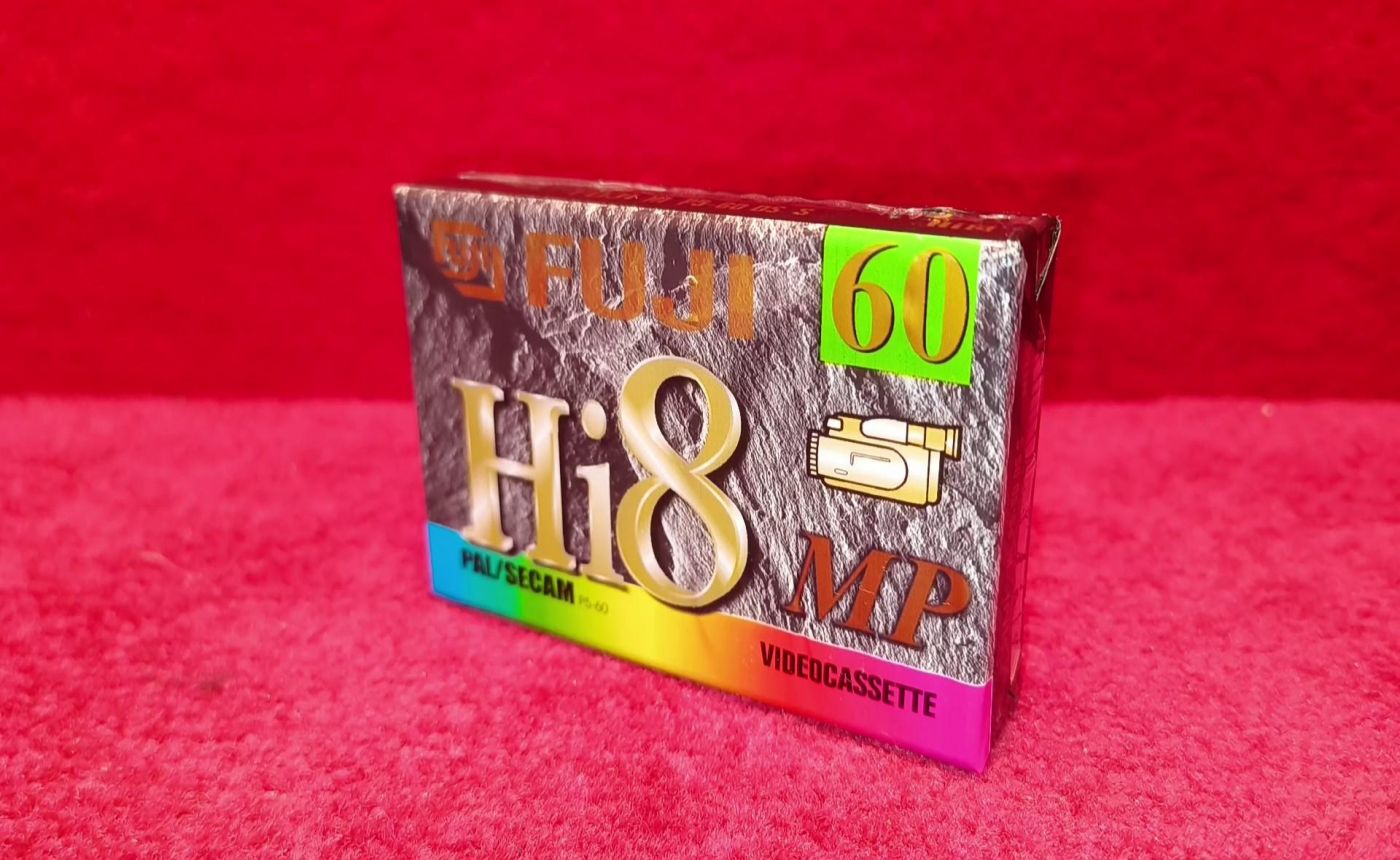 FUJI
60
Hi8
MP
PAL/SECAM P5-60
VIDEOCASSETTE